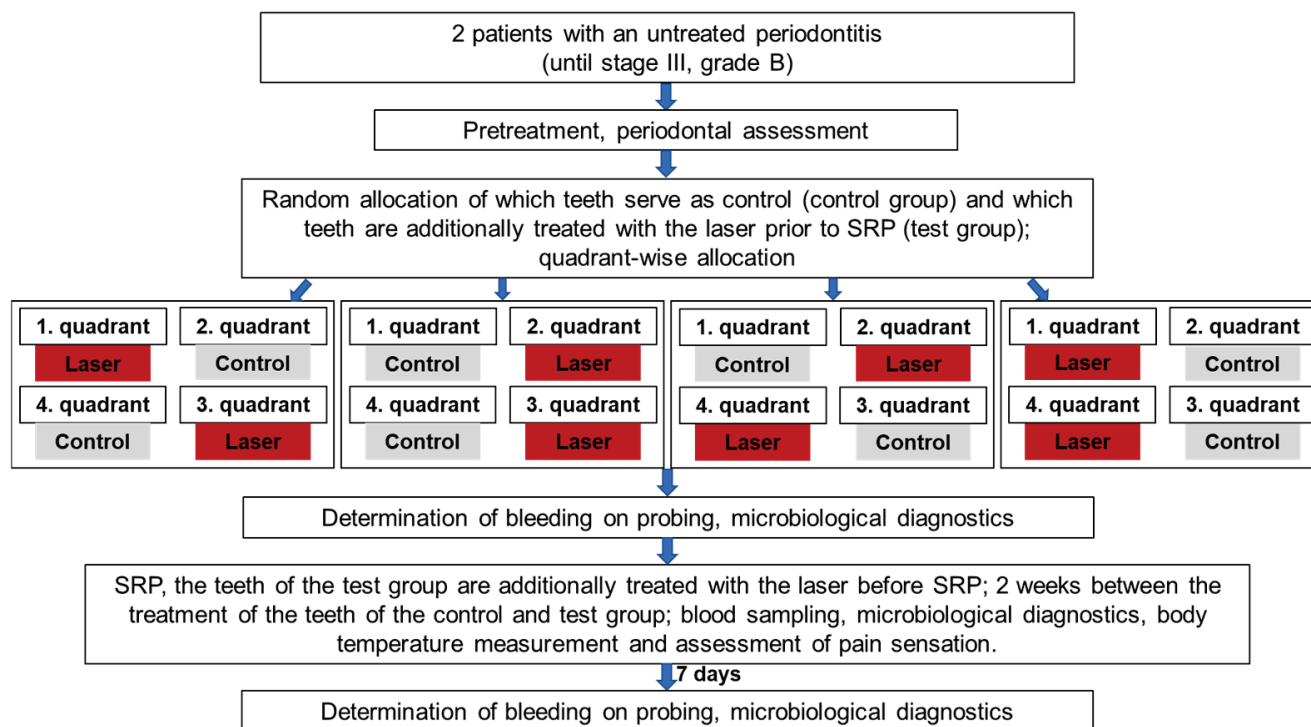 2 patients with an untreated periodontitis
(until stage III, grade B)
Pretreatment, periodontal assessment
Random allocation of which teeth serve as control (control group) and which
teeth are additionally treated with the laser prior to SRP (test group);
quadrant-wise allocation
1. quadrant
2. quadrant
Laser
Control
4. quadrant
3. quadrant
Control
Laser
1. quadrant
2. quadrant
Control
Laser
4. quadrant
3. quadrant
Control
Laser
1. quadrant
2. quadrant
Control
Laser
4. quadrant
3. quadrant
Laser
Control
1. quadrant
2. quadrant
Laser
Control
4. quadrant
3. quadrant
Laser
Control
Determination of bleeding on probing, microbiological diagnostics
SRP, the teeth of the test group are additionally treated with the laser before SRP; 2 weeks between the
treatment of the teeth of the control and test group; blood sampling, microbiological diagnostics, body
temperature measurement and assessment of pain sensation.
7 days
Determination of bleeding on probing, microbiological diagnostics